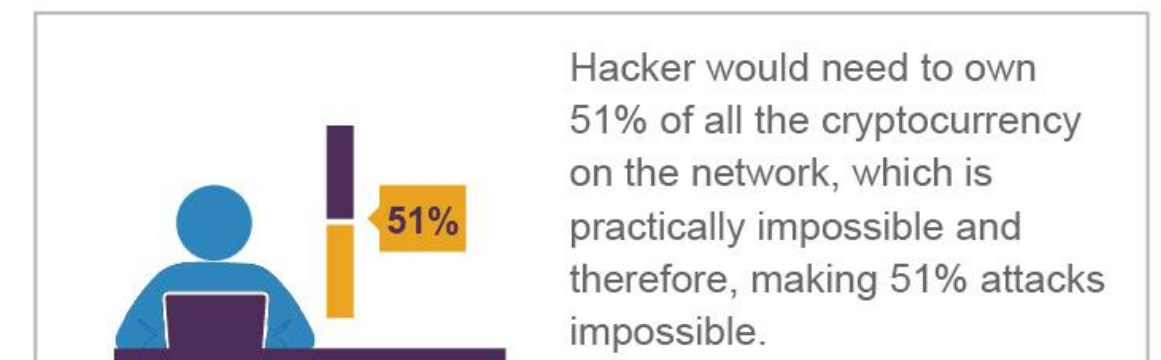 51%
Hacker would need to own
51% of all the cryptocurrency
on the network, which is
practically impossible and
therefore, making 51% attacks
impossible.